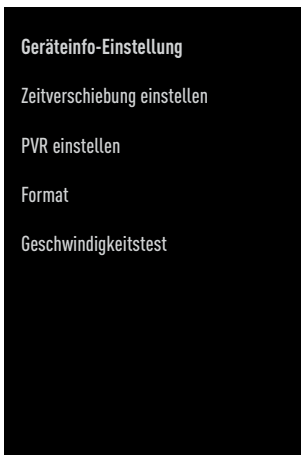 Geräteinfo-Einstellung
Zeitverschiebung einstellen
PVR einstellen
Format
Geschwindigkeitstest